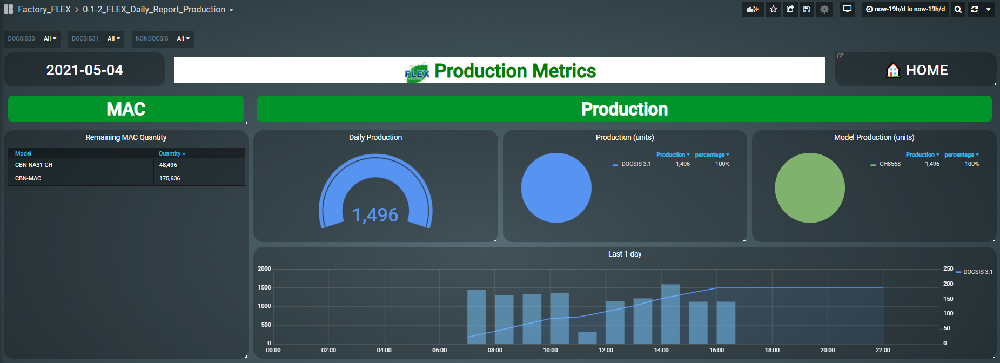 Factory_FLEX > 0-1-2_FLEX_Daily_Report_Production
now-19h/d to now-19h/d
DOCSIS30 All DOCSIS31 All NONDOCSIS All
2021-05-04
FLEX Production Metrics
HOME
MAC
Production
Remaining MAC Quantity
Model Quantity
CBN-NA31-CH 48,496
CBN-MAC 175,636
Daily Production
1,496
Production (units)
Production percentage
DOCSIS 3.1 1,496 100%
Model Production (units)
Production percentage
CH8568 1,496 100%
Last 1 day
2000
1500
1000
500
0
250
200
150
100
50
0
DOCSIS 3.1
00:00 02:00 04:00 06:00 08:00 10:00 12:00 14:00 16:00 18:00 20:00 22:00